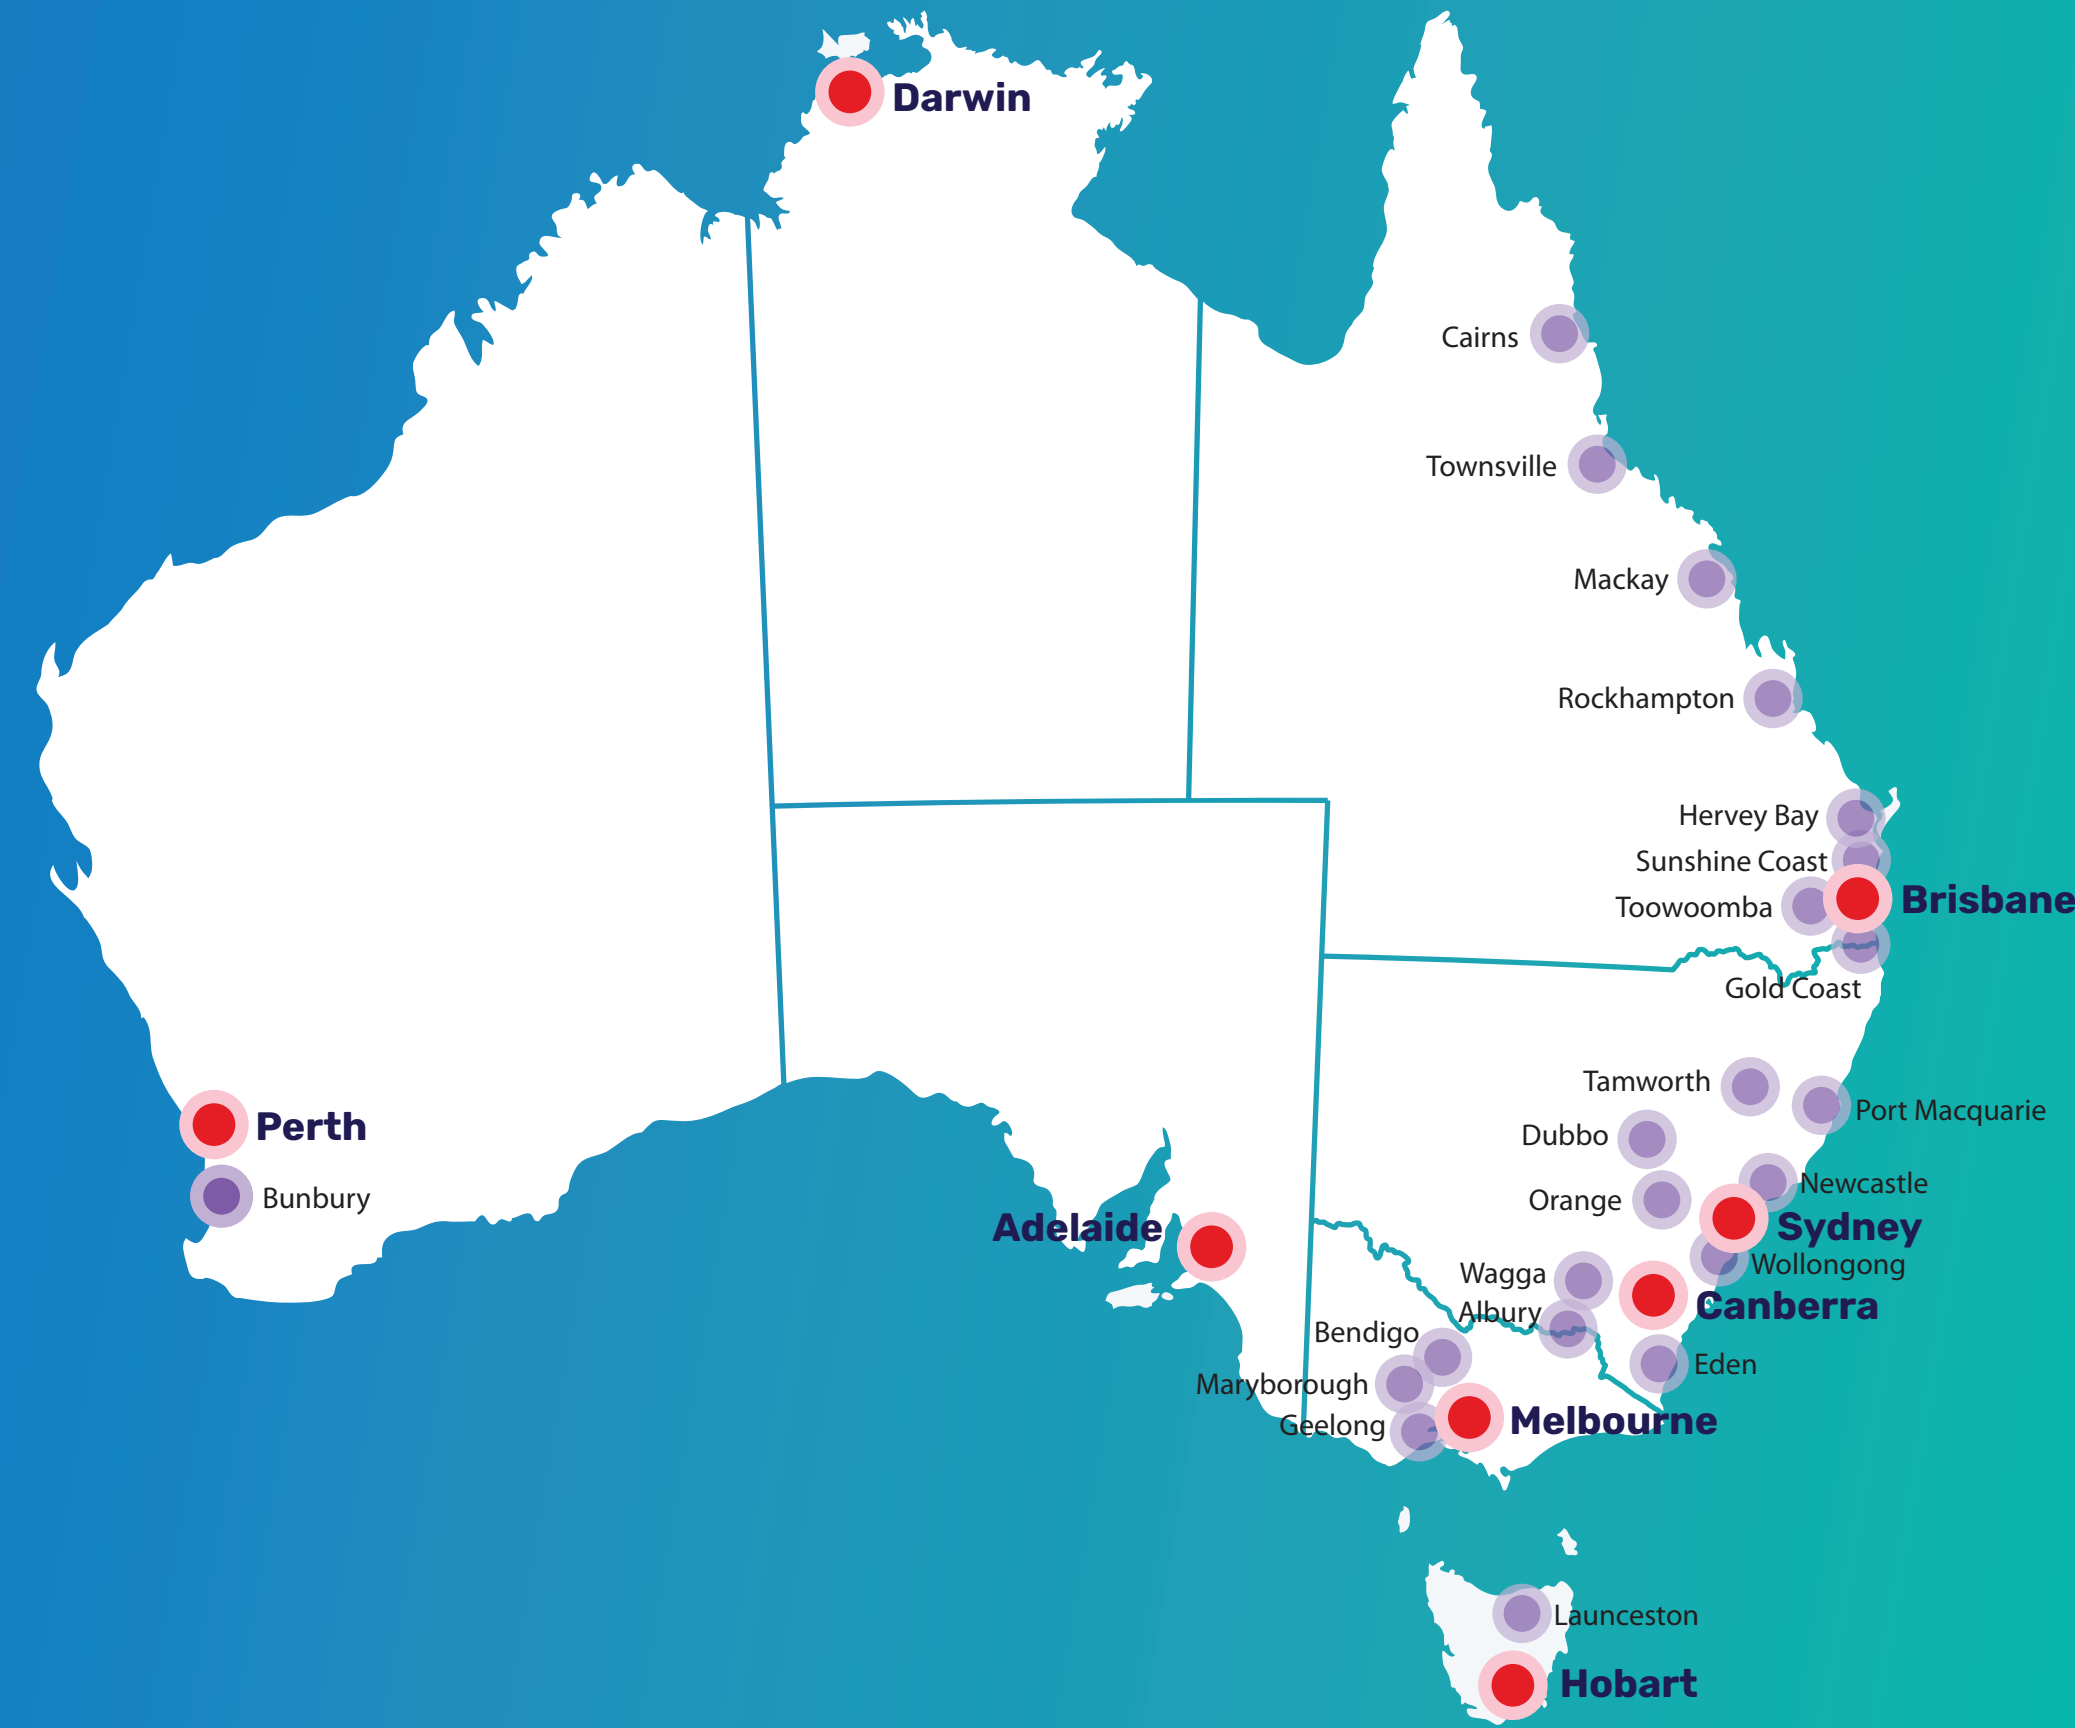 Darwin
Cairns
Townsville
Mackay
Rockhampton
Hervey Bay
Sunshine Coast
Brisbane
Toowoomba
Gold Coast
Tamworth
Port Macquarie
Perth
Dubbo
Newcastle
Bunbury
Orange
Adelaide
Sydney
Wollongong
Wagga
Canberra
Albury
Bendigo
Eden
Maryborough
Melbourne
Geelong
Launceston
Hobart